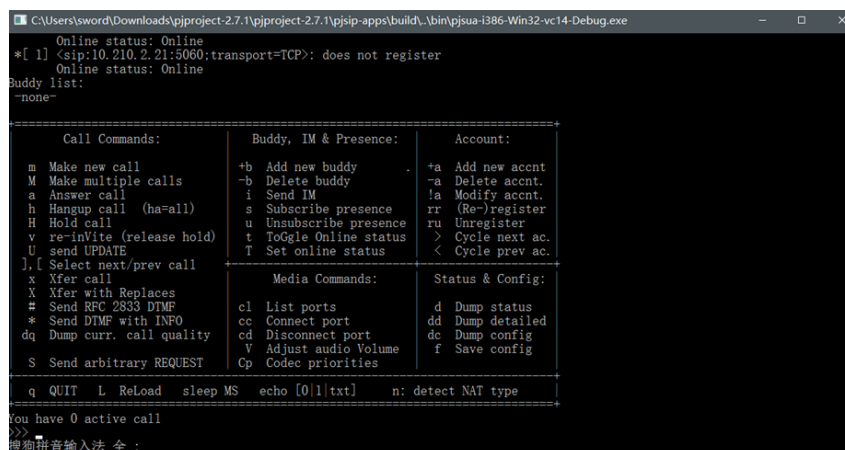 C:\Users\sword\Downloads\pjproject-2.7.1\pjproject-2.7.1\pjsip-apps\build\..\bin\pjsua-i386-Win32-vc14-Debug.exe
Online status: Online
*[ 1] <sip:10.210.2.21:5060;transport=TCP>: does not register
Online status: Online
Buddy list:
-none-
+=============================================================================+
| Call Commands: | Buddy, IM & Presence: | Account: |
| m Make new call | +b Add new buddy . | +a Add new accnt |
| M Make multiple calls | -b Delete buddy | -a Delete accnt. |
| a Answer call | i Send IM | !a Modify accnt. |
| h Hangup call (ha=all) | s Subscribe presence | rr (Re-)register |
| H Hold call | u Unsubscribe presence | ru Unregister |
| v re-inVite (release hold) | t ToGgle Online status | > Cycle next ac. |
| U send UPDATE | T Set online status | < Cycle prev ac. |
| ],[ Select next/prev call +--------------------------+-------------------+
| x Xfer call | Media Commands: | Status & Config: |
| X Xfer with Replaces | | |
| # Send RFC 2833 DTMF | cl List ports | d Dump status |
| * Send DTMF with INFO | cc Connect port | dd Dump detailed |
| dq Dump curr. call quality | cd Disconnect port | dc Dump config |
| | V Adjust audio Volume | f Save config |
| S Send arbitrary REQUEST | Cp Codec priorities | |
+-----------------------------------------------------------------------------+
| q QUIT L ReLoad sleep MS echo [0|1|txt] n: detect NAT type |
+=============================================================================+
You have 0 active call
>>>
搜狗拼音输入法 全 :